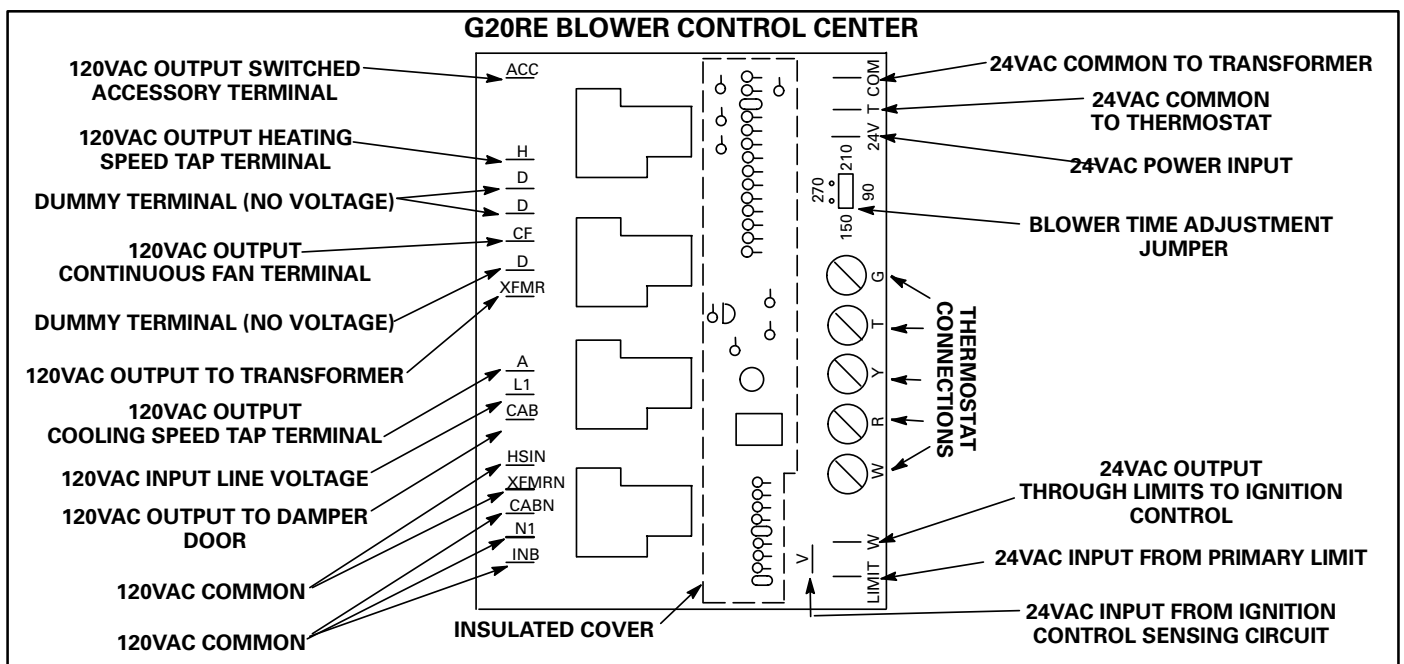 G20RE BLOWER CONTROL CENTER
120VAC OUTPUT SWITCHED
ACCESSORY TERMINAL
120VAC OUTPUT HEATING
SPEED TAP TERMINAL
DUMMY TERMINAL (NO VOLTAGE)
120VAC OUTPUT
CONTINUOUS FAN TERMINAL
DUMMY TERMINAL (NO VOLTAGE)
120VAC OUTPUT TO TRANSFORMER
120VAC OUTPUT
COOLING SPEED TAP TERMINAL
120VAC INPUT LINE VOLTAGE
120VAC OUTPUT TO DAMPER
DOOR
120VAC COMMON
120VAC COMMON
ACC
H
D
D
CF
D
XFMR
A
L1
CAB
HSIN
XFMRN
CABN
N1
INB
INSULATED COVER
COM
T
24V
210
270
90
150
G
T
Y
R
W
W
V
LIMIT
24VAC COMMON TO TRANSFORMER
24VAC COMMON
TO THERMOSTAT
24VAC POWER INPUT
BLOWER TIME ADJUSTMENT
JUMPER
THERMOSTAT
CONNECTIONS
24VAC OUTPUT
THROUGH LIMITS TO IGNITION
CONTROL
24VAC INPUT FROM PRIMARY LIMIT
24VAC INPUT FROM IGNITION
CONTROL SENSING CIRCUIT